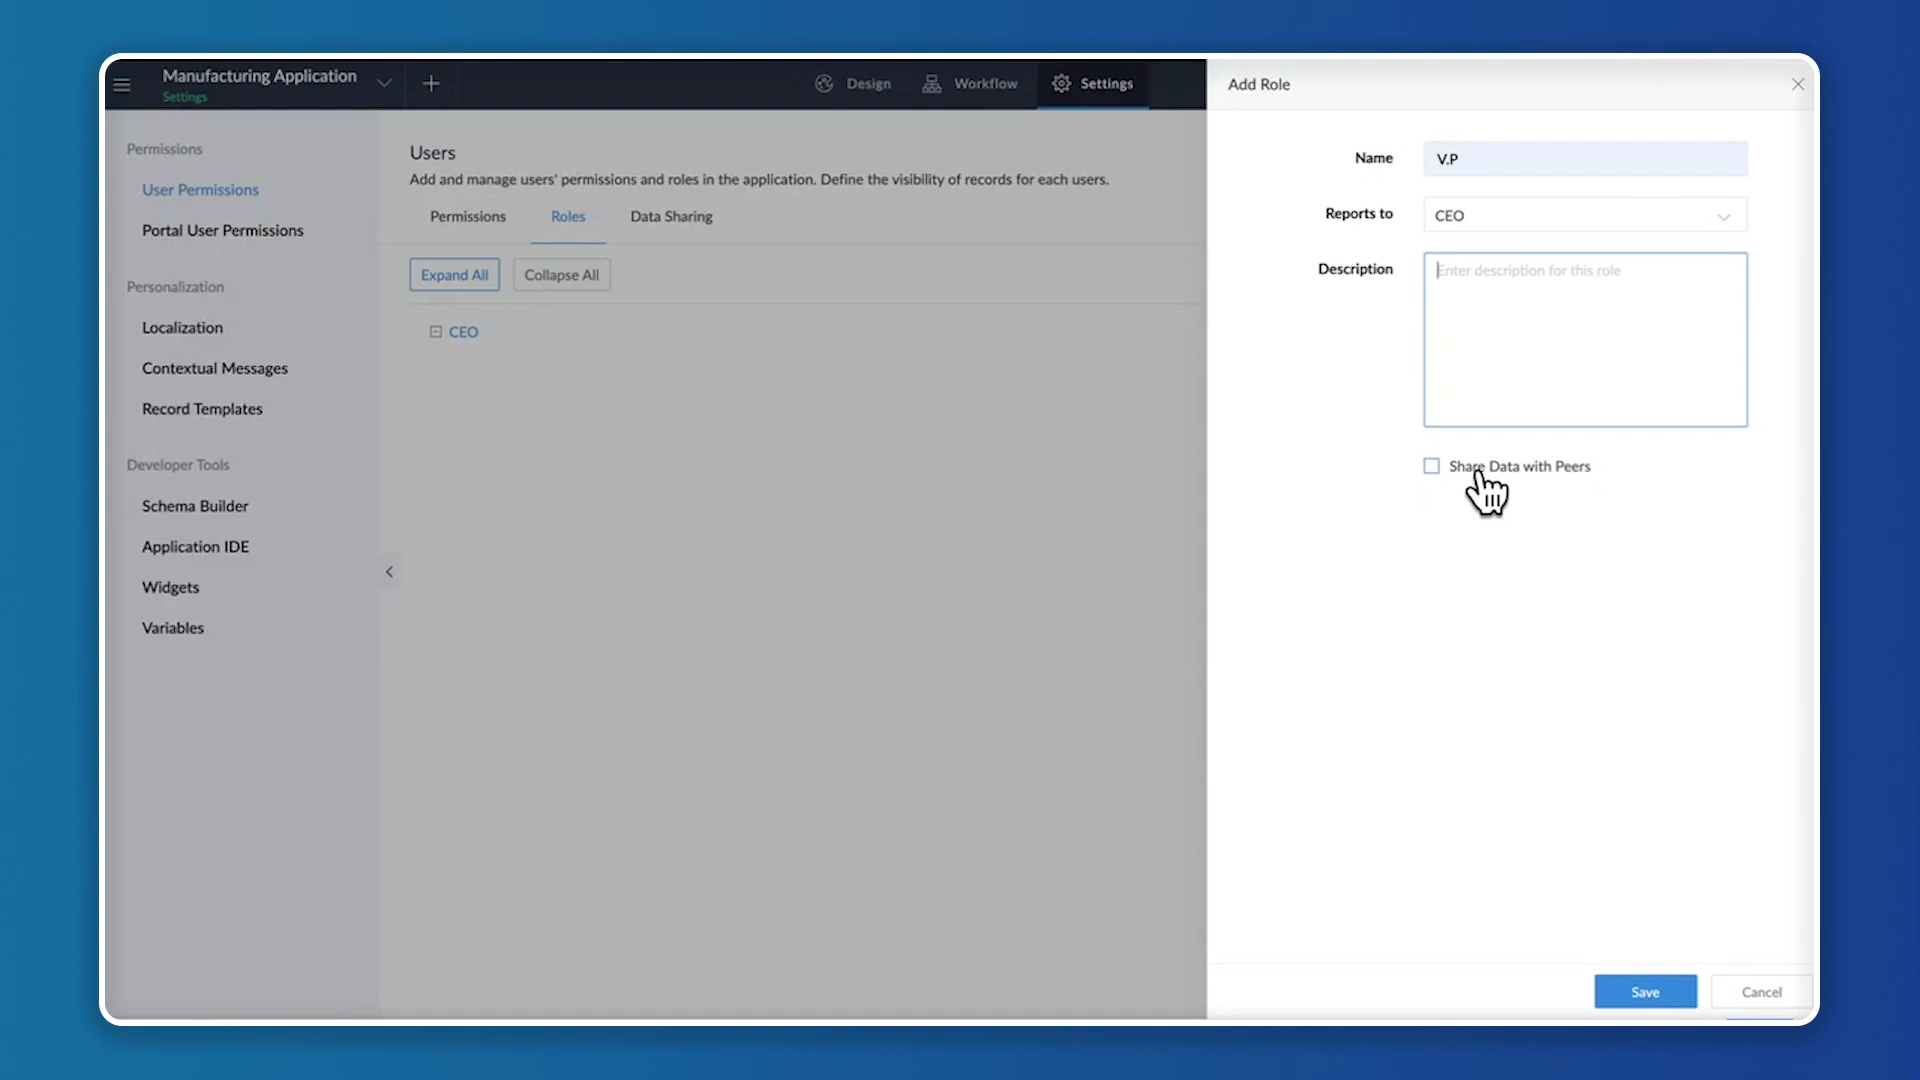 Manufacturing Application
Settings
Design
Workflow
Settings
Permissions
User Permissions
Portal User Permissions
Personalization
Localization
Contextual Messages
Record Templates
Developer Tools
Schema Builder
Application IDE
Widgets
Variables
Users
Add and manage users' permissions and roles in the application. Define the visibility of records for each users.
Permissions
Roles
Data Sharing
Expand All
Collapse All
CEO
Add Role
Name
V.P
Reports to
CEO
Description
Enter description for this role
Share Data with Peers
Save
Cancel